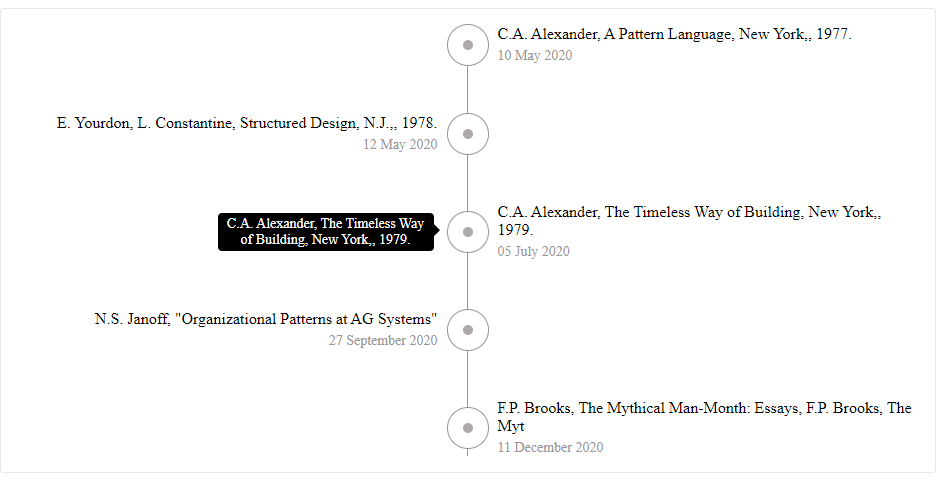 C.A. Alexander, A Pattern Language, New York,, 1977.
10 May 2020
E. Yourdon, L. Constantine, Structured Design, N.J.,, 1978.
12 May 2020
C.A. Alexander, The Timeless Way
of Building, New York,, 1979.
C.A. Alexander, The Timeless Way of Building, New York,,
1979.
05 July 2020
N.S. Janoff, "Organizational Patterns at AG Systems"
27 September 2020
F.P. Brooks, The Mythical Man-Month: Essays, F.P. Brooks, The
Myt
11 December 2020